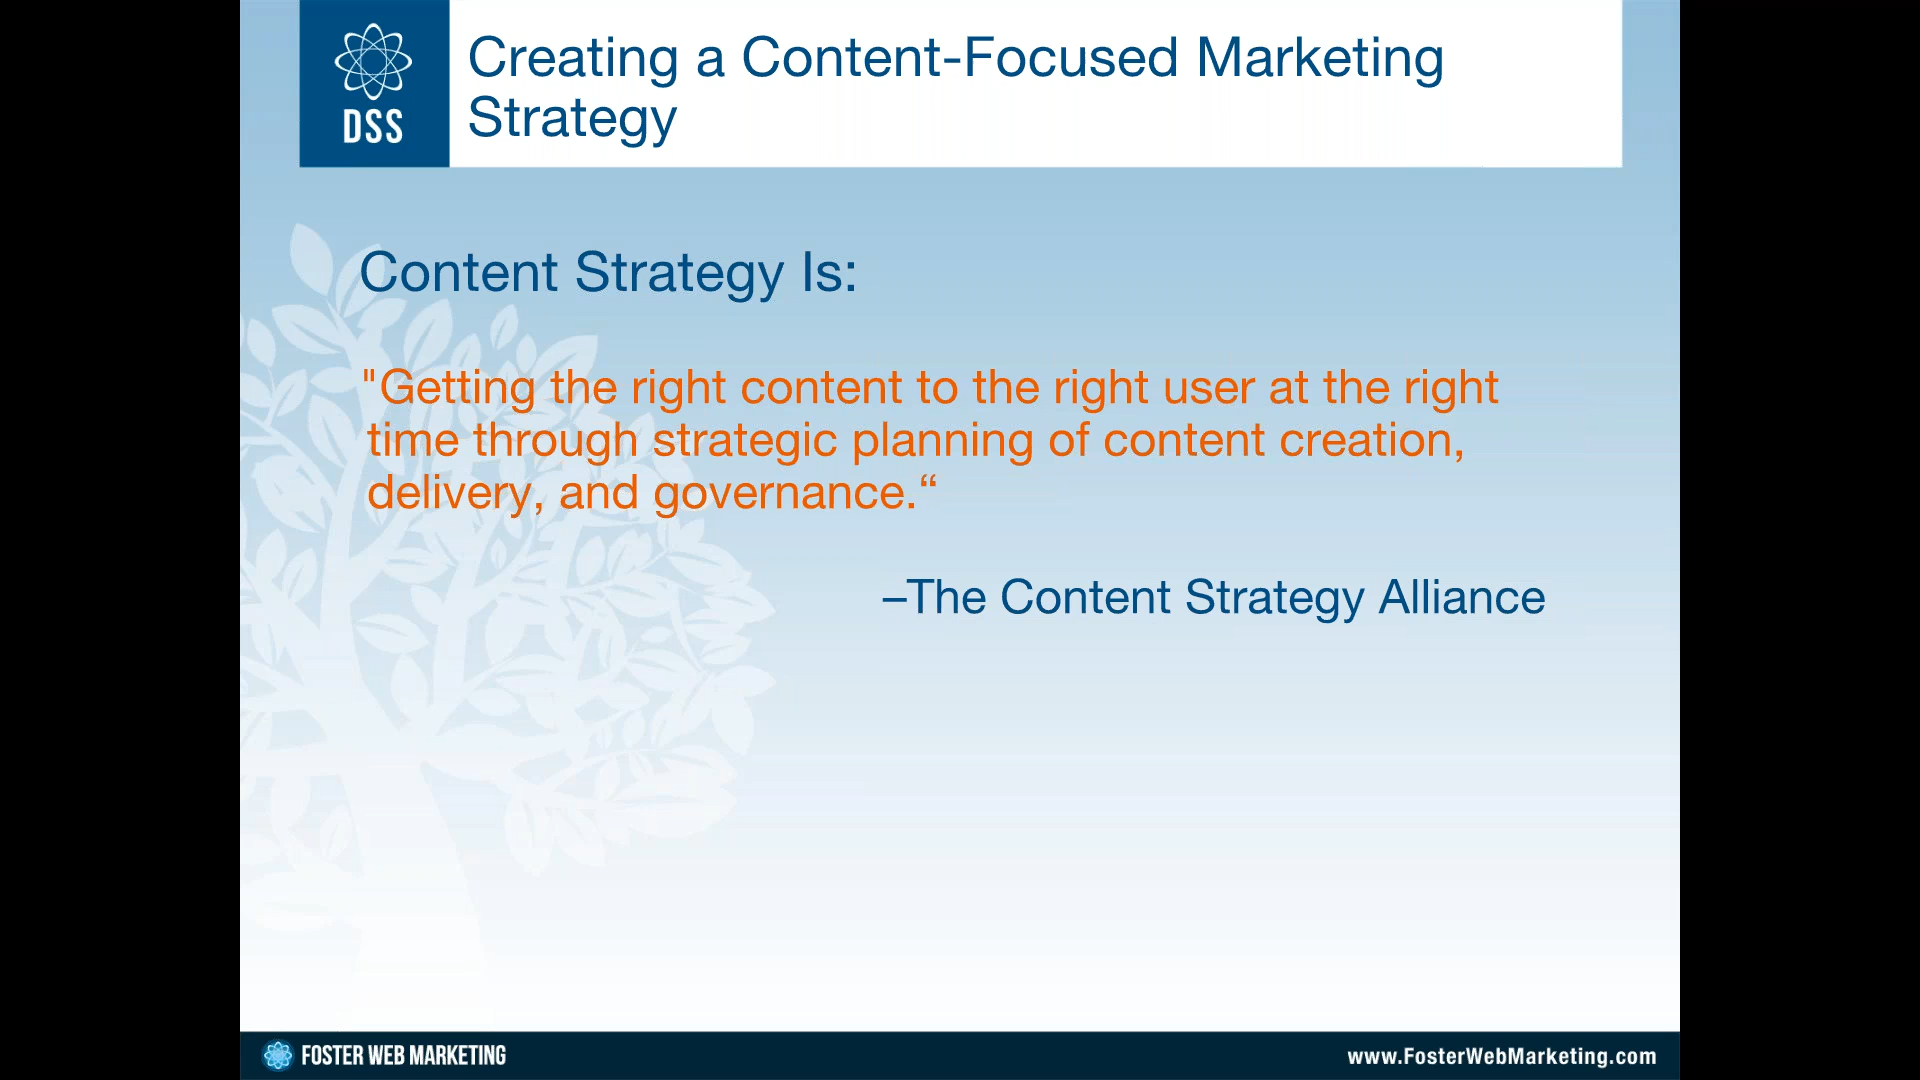 DSS
Creating a Content-Focused Marketing
Strategy
Content Strategy Is:
"Getting the right content to the right user at the right
time through strategic planning of content creation,
delivery, and governance.“
–The Content Strategy Alliance
FOSTER WEB MARKETING
www.FosterWebMarketing.com